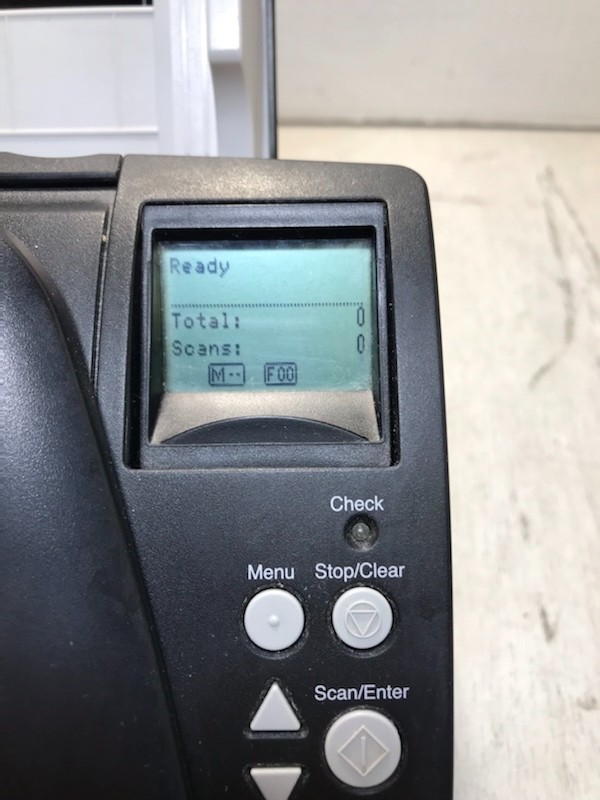 Ready
Total: 0
Scans: 0
M-- F00
Check
Menu Stop/Clear
Scan/Enter